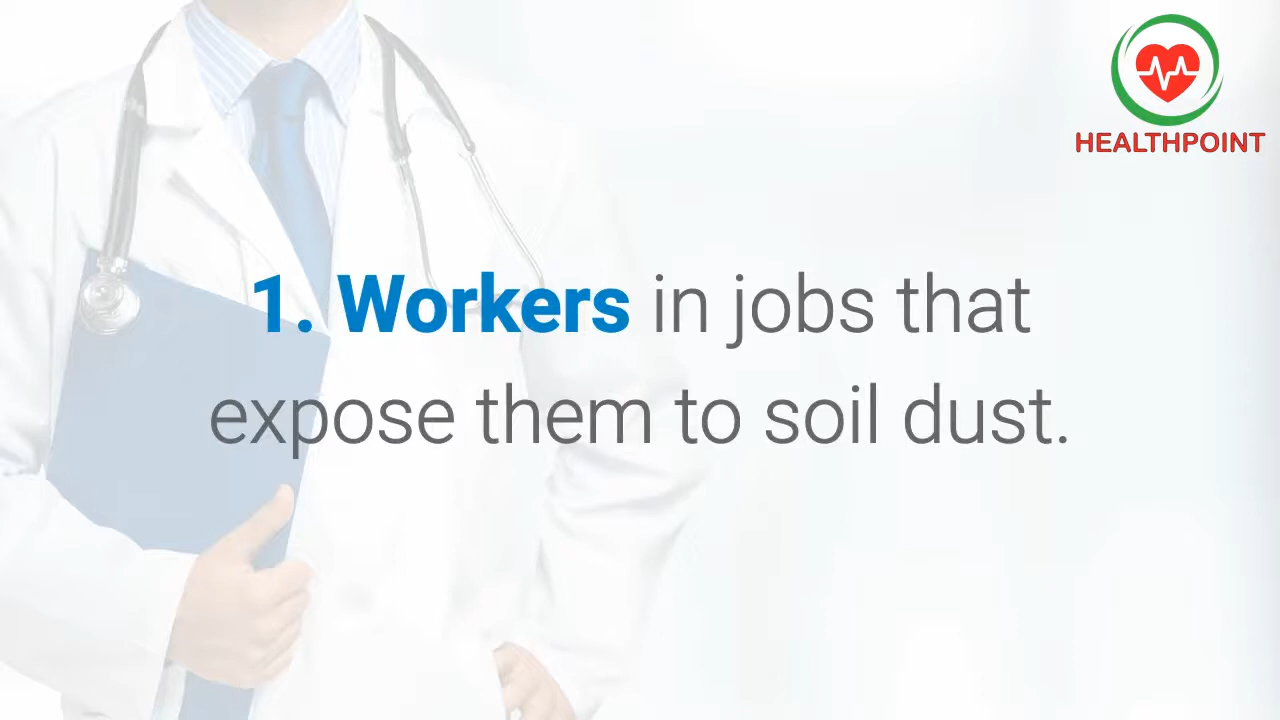 HEALTHPOINT
1. Workers in jobs that
expose them to soil dust.